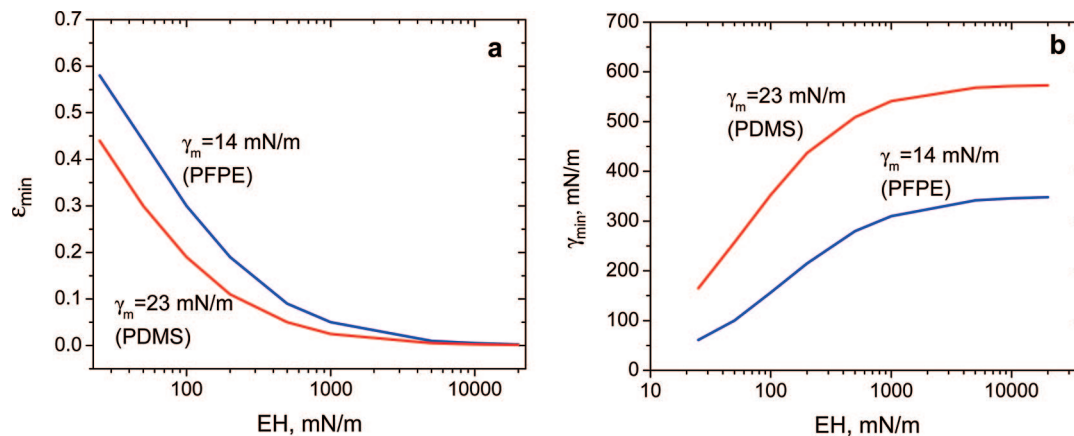 a
0.7
0.6
0.5
0.4
0.3
0.2
0.1
0.0
ε_min
γ_m=14 mN/m
(PFPE)
γ_m=23 mN/m
(PDMS)
100
1000
10000
EH, mN/m
b
700
600
500
400
300
200
100
0
γ_min, mN/m
γ_m=23 mN/m
(PDMS)
γ_m=14 mN/m
(PFPE)
10
100
1000
10000
EH, mN/m